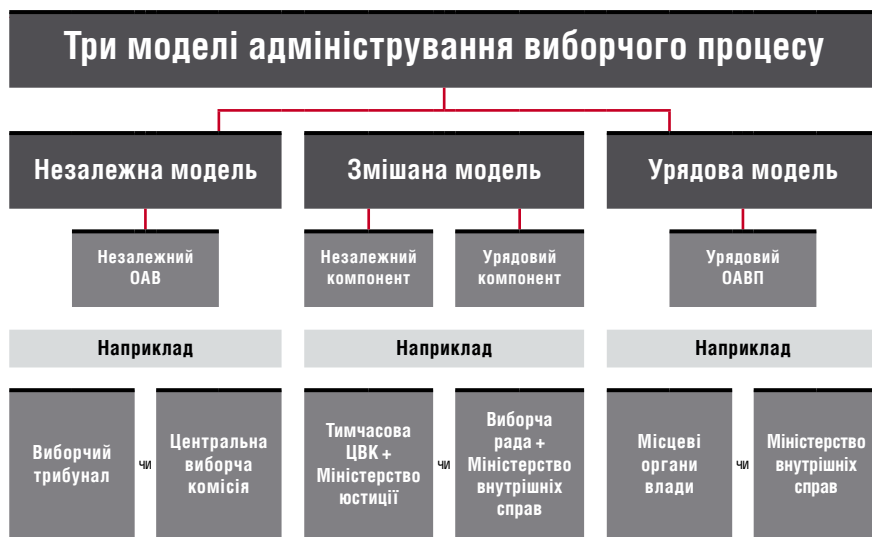 Три моделі адміністрування виборчого процесу
Незалежна модель
Змішана модель
Урядова модель
Незалежний
ОАВ
Незалежний
компонент
Урядовий
компонент
Урядовий
ОАВП
Наприклад
Наприклад
Наприклад
Виборчий
трибунал
чи
Центральна
виборча
комісія
Тимчасова
ЦВК +
Міністерство
юстиції
чи
Виборча
рада +
Міністерство
внутрішніх
справ
Місцеві
органи
влади
чи
Міністерство
внутрішніх
справ